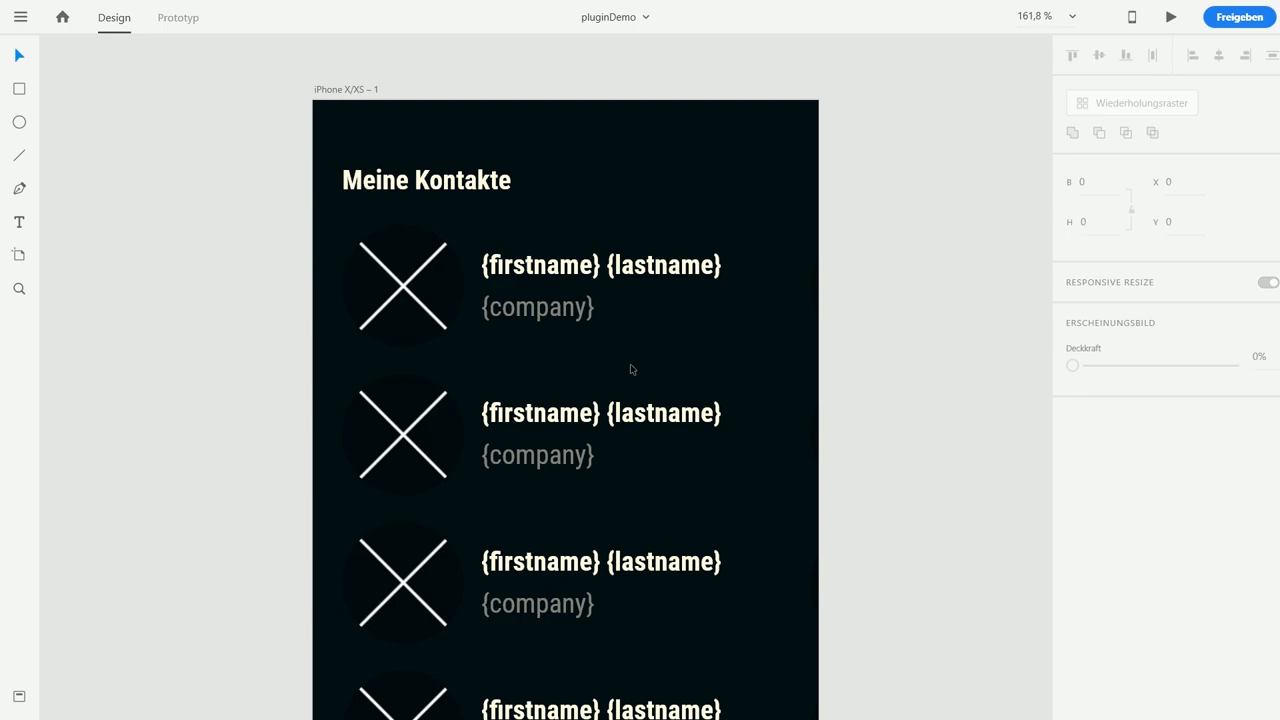 Design Prototyp pluginDemo 161,8 % Freigeben
iPhone X/XS – 1
Wiederholungsraster
Meine Kontakte
B 0 X 0
H 0 Y 0
{firstname} {lastname}
{company}
RESPONSIVE RESIZE
ERSCHEINUNGSBILD
Deckkraft
0%
{firstname} {lastname}
{company}
{firstname} {lastname}
{company}
{firstname} {lastname}